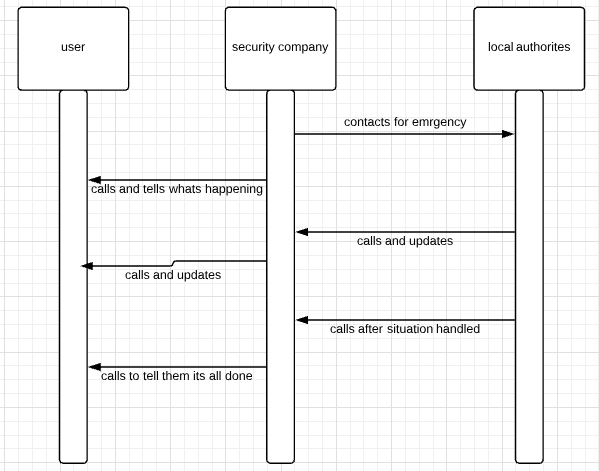 user
security company
local authorites
contacts for emrgency
calls and tells whats happening
calls and updates
calls and updates
calls after situation handled
calls to tell them its all done